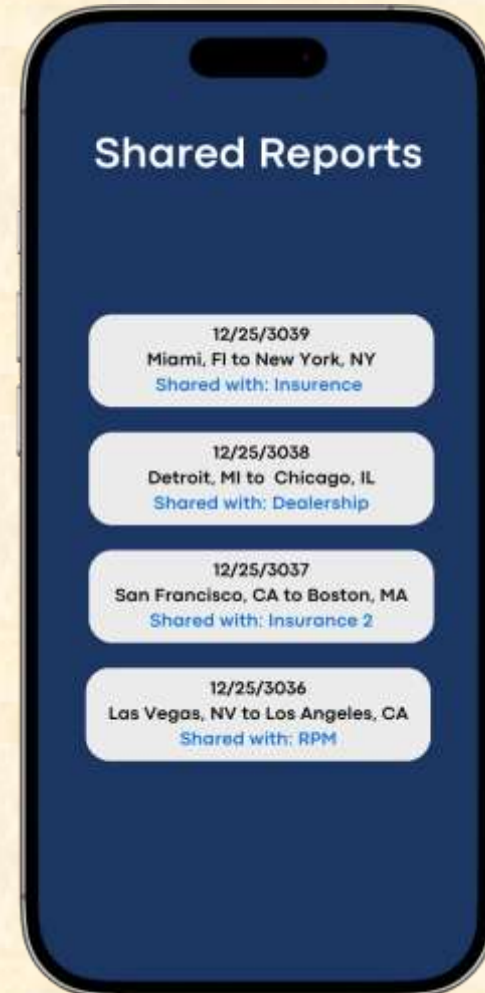 Shared Reports
12/25/3039
Miami, Fl to New York, NY
Shared with: Insurence
12/25/3038
Detroit, MI to  Chicago, IL
Shared with: Dealership
12/25/3037
San Francisco, CA to Boston, MA
Shared with: Insurance 2
12/25/3036
Las Vegas, NV to Los Angeles, CA
Shared with: RPM